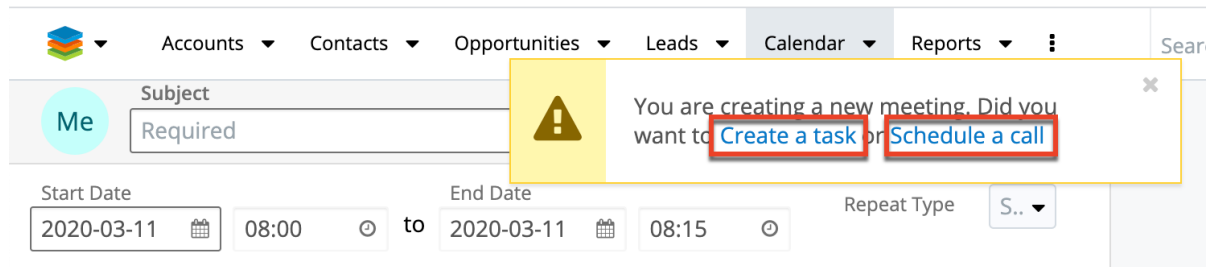 Accounts Contacts Opportunities Leads Calendar Reports
Sear
Me
Subject
Required
You are creating a new meeting. Did you
want to Create a task or Schedule a call
Start Date
End Date
Repeat Type
S..
2020-03-11 08:00 to 2020-03-11 08:15